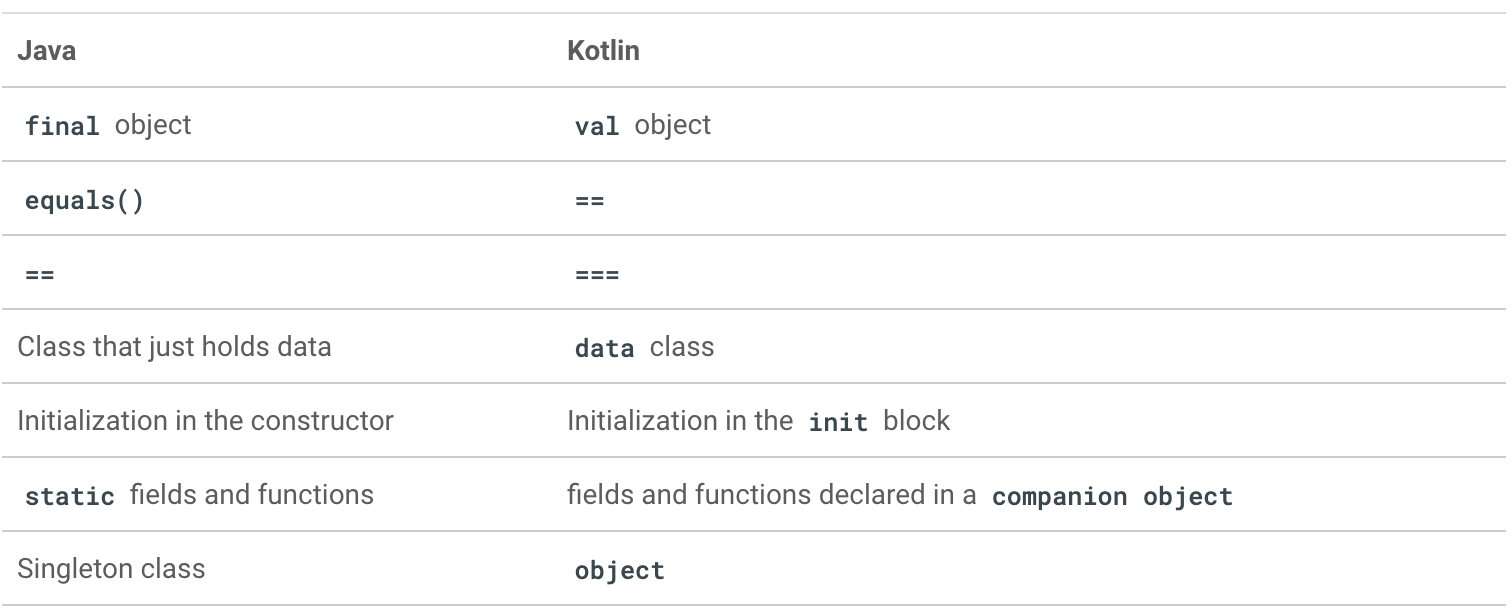 Java Kotlin
final object val object
equals() ==
== ===
Class that just holds data data class
Initialization in the constructor Initialization in the init block
static fields and functions fields and functions declared in a companion object
Singleton class object